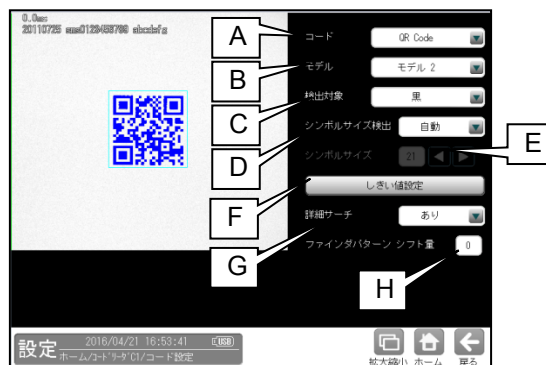 0.0ms
20110725 aaa0123456789 abcdefg
A
コード
QR Code
B
モデル
モデル 2
検出対象
黒
C
シンボルサイズ検出
自動
D
E
シンボルサイズ
21
しきい値設定
F
詳細サーチ
あり
G
ファインダパターン シフト量
0
H
設定
2016/04/21 16:53:41
USB
ホーム/コードリーダC1/コード設定
拡大縮小
ホーム
戻る